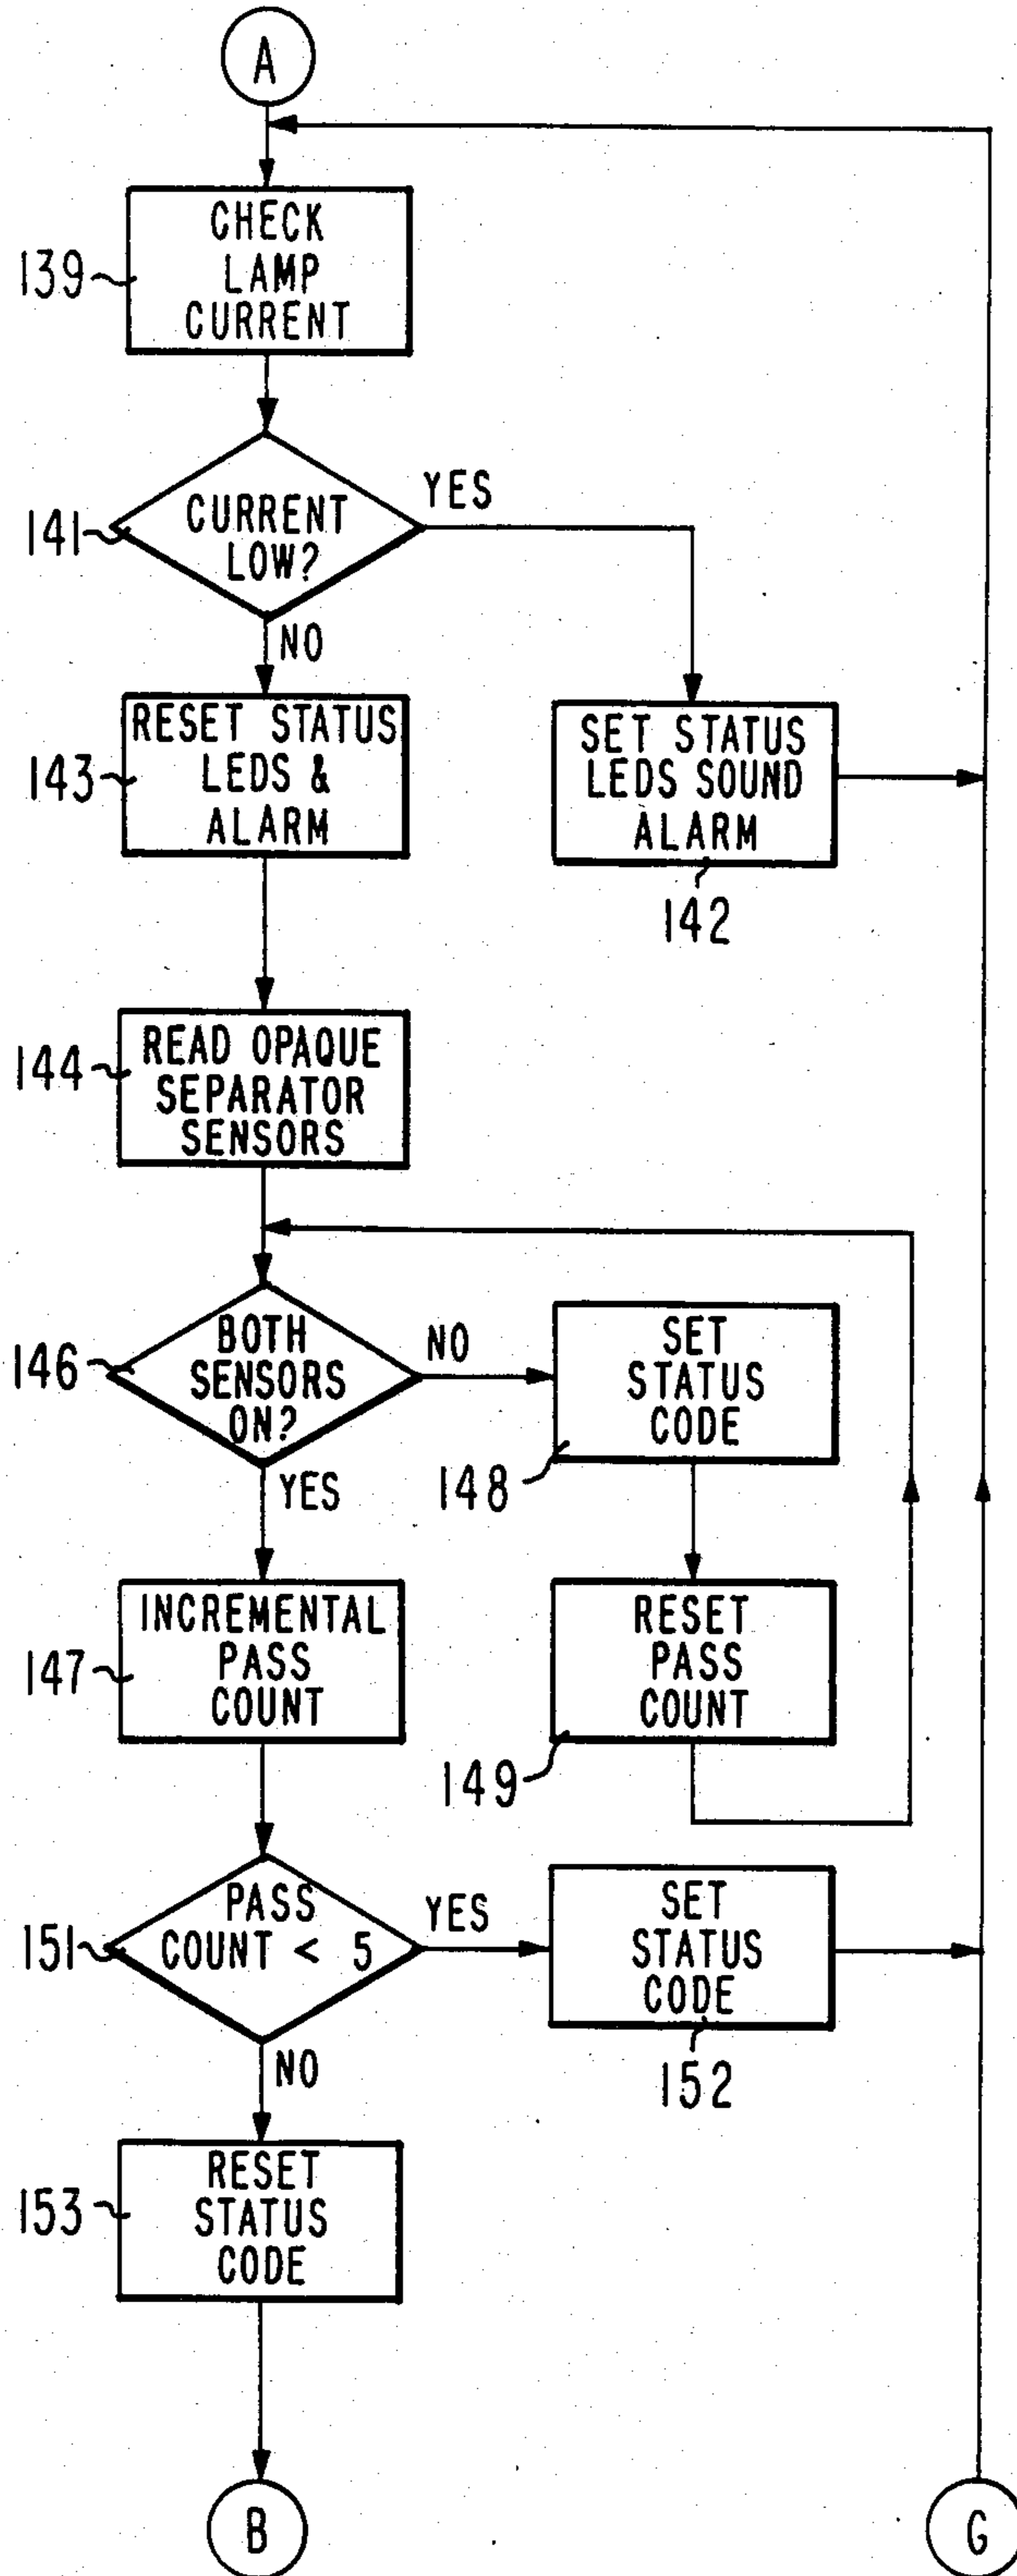 A
CHECK
LAMP
CURRENT
139
CURRENT
LOW?
141
YES
NO
RESET STATUS
LEDS &
ALARM
143
SET STATUS
LEDS SOUND
ALARM
142
READ OPAQUE
SEPARATOR
SENSORS
144
BOTH
SENSORS
ON?
146
NO
YES
SET
STATUS
CODE
148
INCREMENTAL
PASS
COUNT
147
RESET
PASS
COUNT
149
PASS
COUNT < 5
151
YES
NO
SET
STATUS
CODE
152
RESET
STATUS
CODE
153
B
G